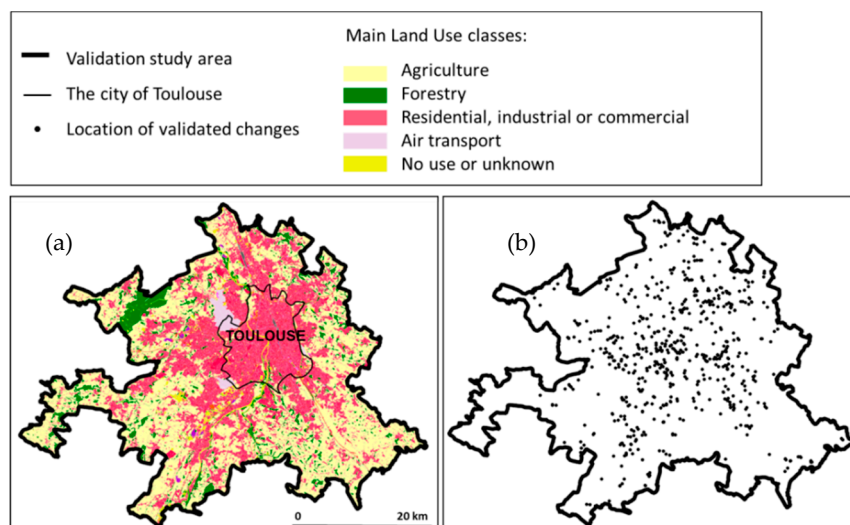 Validation study area
The city of Toulouse
Location of validated changes
Main Land Use classes:
Agriculture
Forestry
Residential, industrial or commercial
Air transport
No use or unknown
(a)
TOULOUSE
0 20 km
(b)